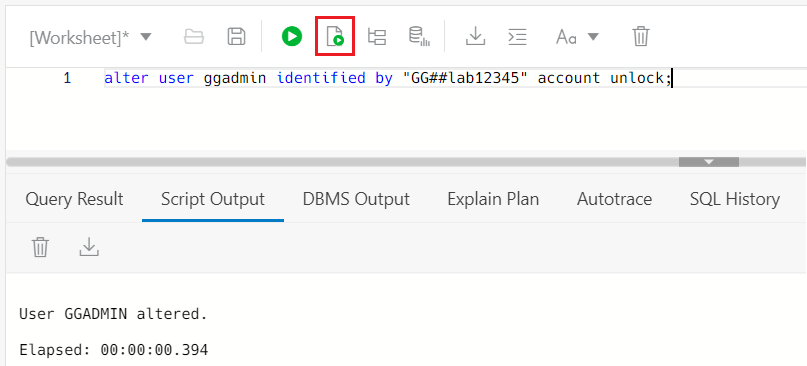 [Worksheet]* Aa
1 alter user ggadmin identified by "GG##lab12345" account unlock;
Query Result Script Output DBMS Output Explain Plan Autotrace SQL History
User GGADMIN altered.
Elapsed: 00:00:00.394